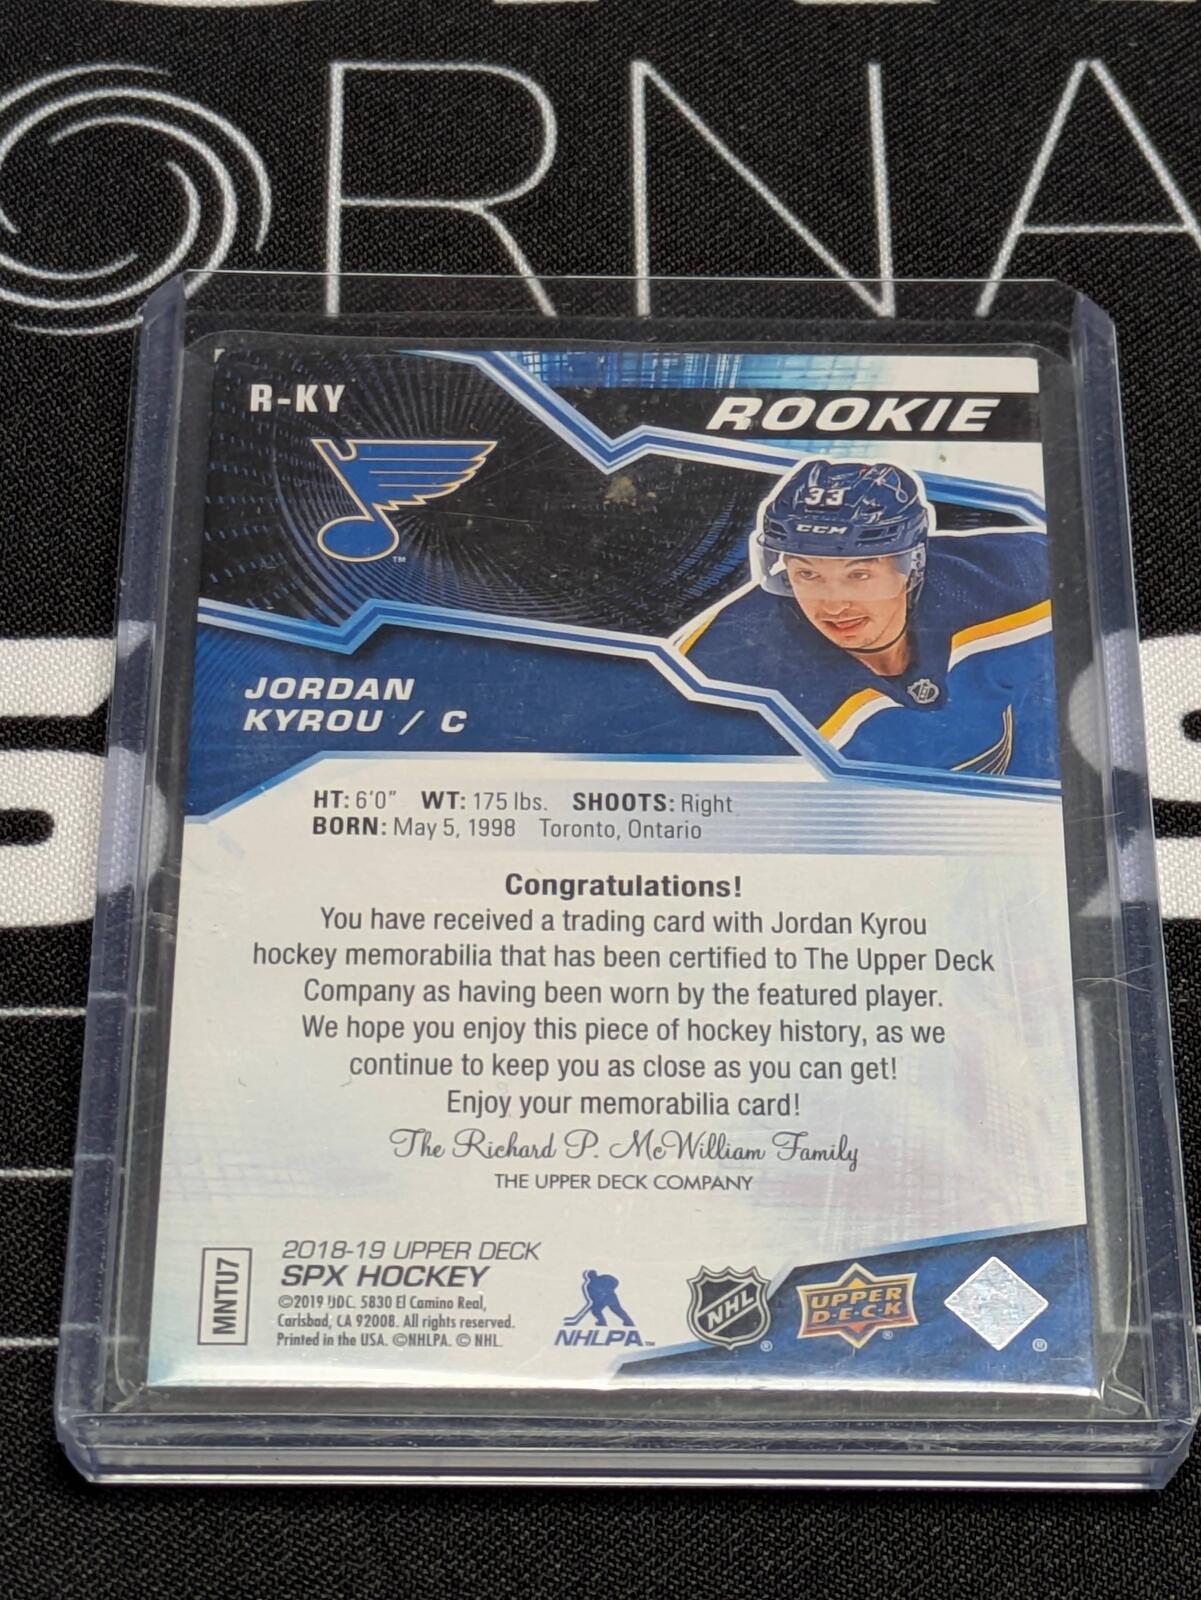 ORNA
R-KY
ROOKIE
33
CCM
TM
JORDAN
KYROU / C
HT: 6'0" WT: 175 lbs. SHOOTS: Right
BORN: May 5, 1998 Toronto, Ontario
Congratulations!
You have received a trading card with Jordan Kyrou
hockey memorabilia that has been certified to The Upper Deck
Company as having been worn by the featured player.
We hope you enjoy this piece of hockey history, as we
continue to keep you as close as you can get!
Enjoy your memorabilia card!
The Richard P. McWilliam Family
THE UPPER DECK COMPANY
MNTU7
2018-19 UPPER DECK
SPX HOCKEY
©2019 UDC. 5830 El Camino Real,
Carlsbad, CA 92008. All rights reserved.
Printed in the USA. ©NHLPA. © NHL.
NHLPA™
NHL ®
UPPER
D·E·C·K ®
®